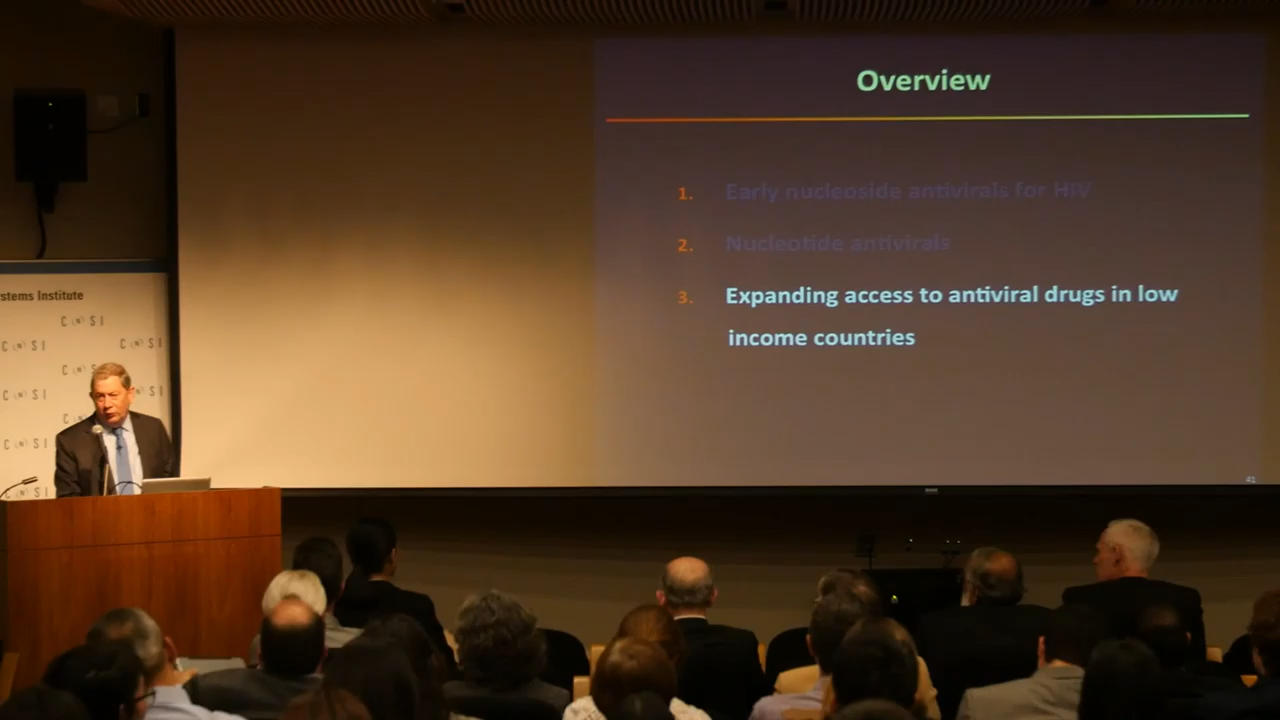 Overview
1. Early nucleoside antivirals for HIV
2. Nucleotide antivirals
3. Expanding access to antiviral drugs in low
income countries
41
stems Institute
C N S I
C N S I
C N S I
C N S
N S I
C N S I
C N
C N S I
C N S I